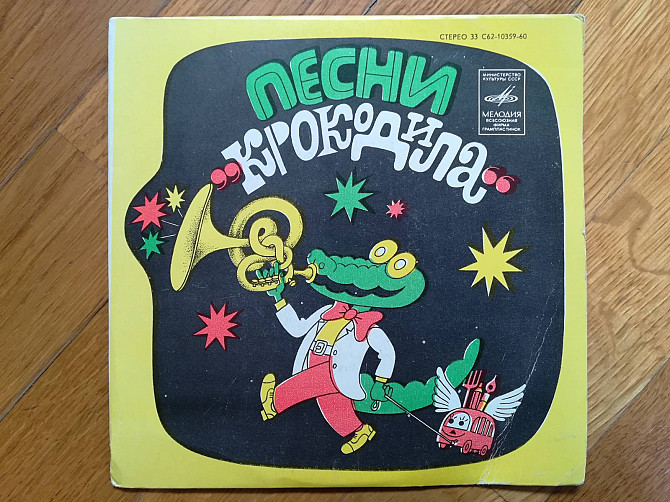 СТЕРЕО 33 С62-10359-60
ПЕСНИ
„КРОКОДИЛА“
МИНИСТЕРСТВО
КУЛЬТУРЫ СССР
МЕЛОДИЯ
ВСЕСОЮЗНАЯ
ФИРМА
ГРАМПЛАСТИНОК